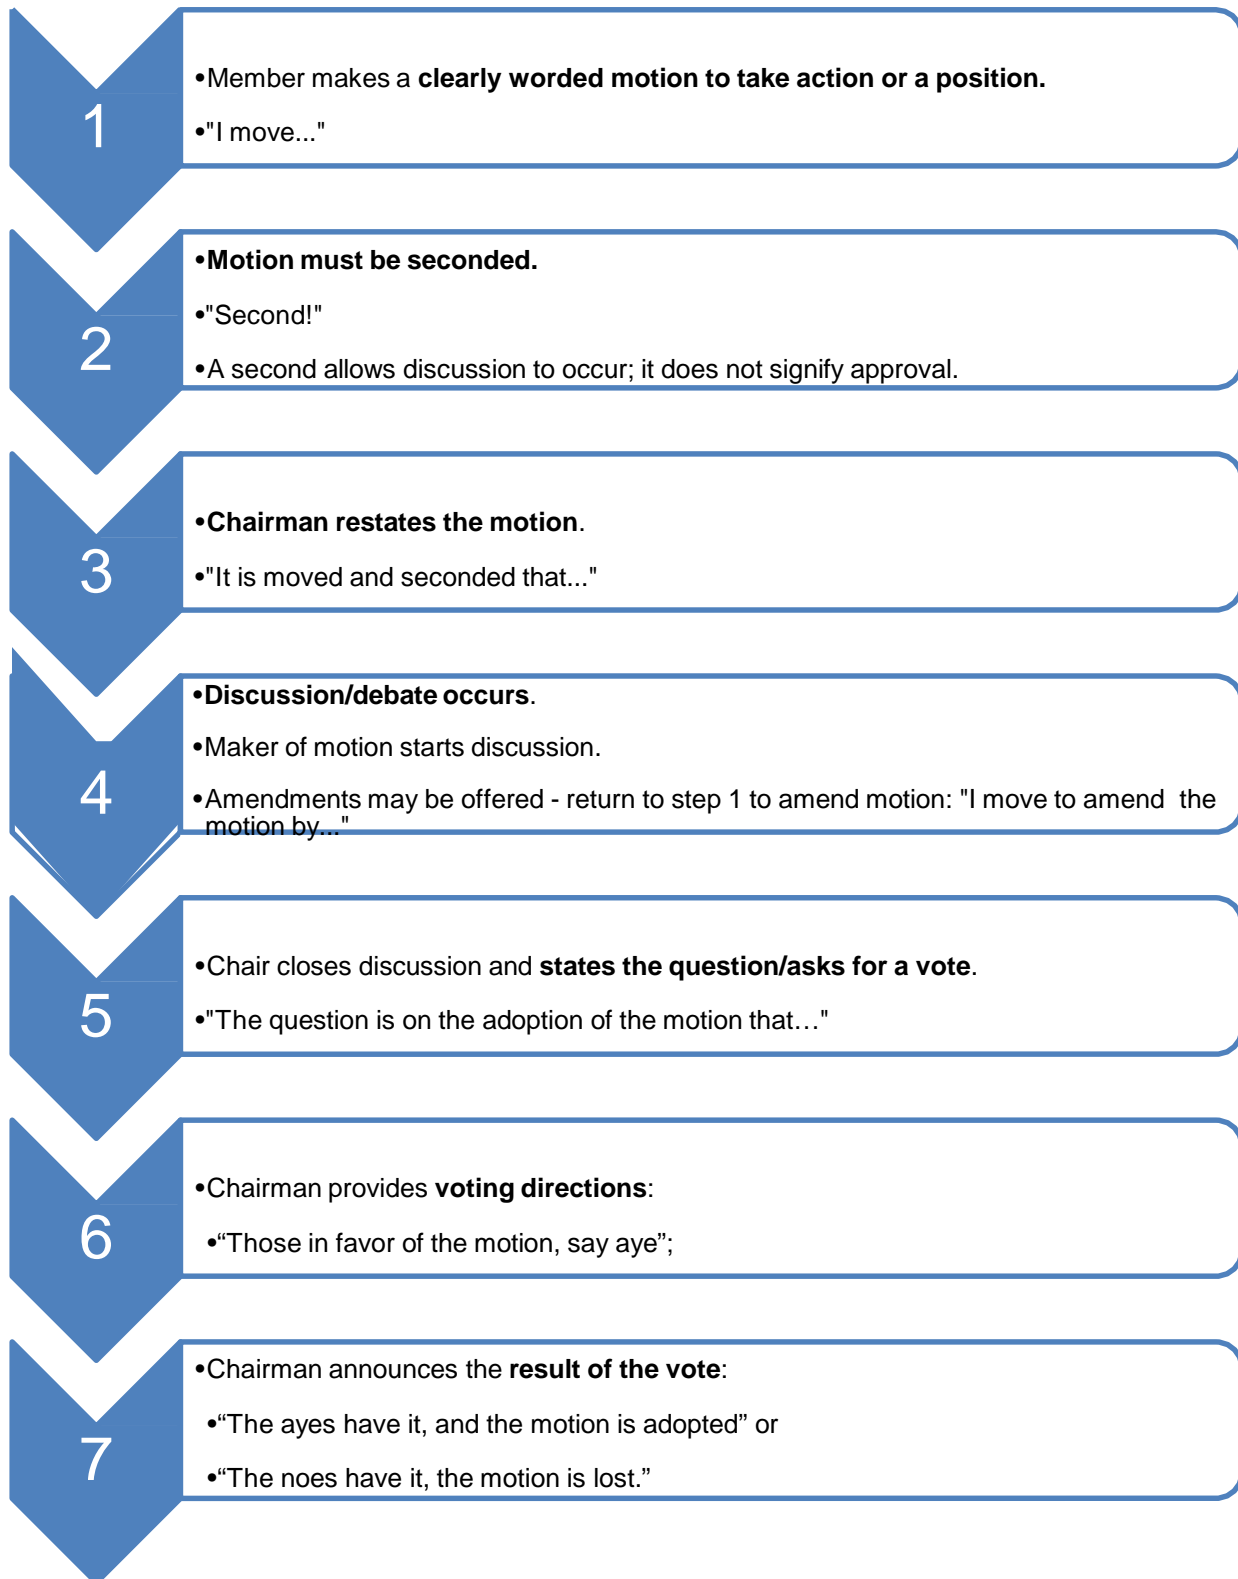 1
•Member makes a clearly worded motion to take action or a position.
•"I move..."
2
•Motion must be seconded.
•"Second!"
•A second allows discussion to occur; it does not signify approval.
3
•Chairman restates the motion.
•"It is moved and seconded that..."
4
•Discussion/debate occurs.
•Maker of motion starts discussion.
•Amendments may be offered - return to step 1 to amend motion: "I move to amend the
motion by..."
5
•Chair closes discussion and states the question/asks for a vote.
•"The question is on the adoption of the motion that…"
6
•Chairman provides voting directions:
•“Those in favor of the motion, say aye”;
7
•Chairman announces the result of the vote:
•“The ayes have it, and the motion is adopted” or
•“The noes have it, the motion is lost.”